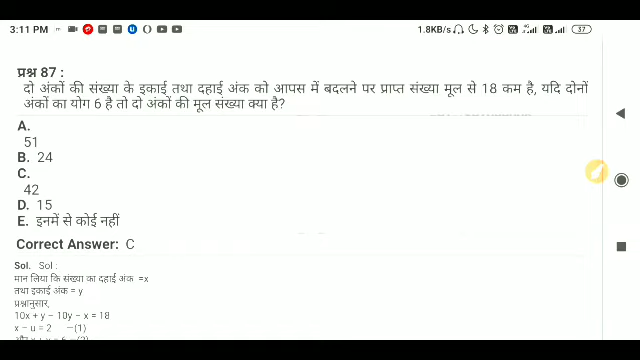 3:11 PM
1.8KB/s 37
प्रश्न 87 :
दो अंकों की संख्या के इकाई तथा दहाई अंक को आपस में बदलने पर प्राप्त संख्या मूल से 18 कम है, यदि दोनों
अंकों का योग 6 है तो दो अंकों की मूल संख्या क्या है?
A.
51
B. 24
C.
42
D. 15
E. इनमें से कोई नहीं
Correct Answer: C
Sol. Sol :
मान लिया कि संख्या का दहाई अंक =x
तथा इकाई अंक = y
प्रश्नानुसार,
10x + y – 10y – x = 18
x – u = 2 —(1)